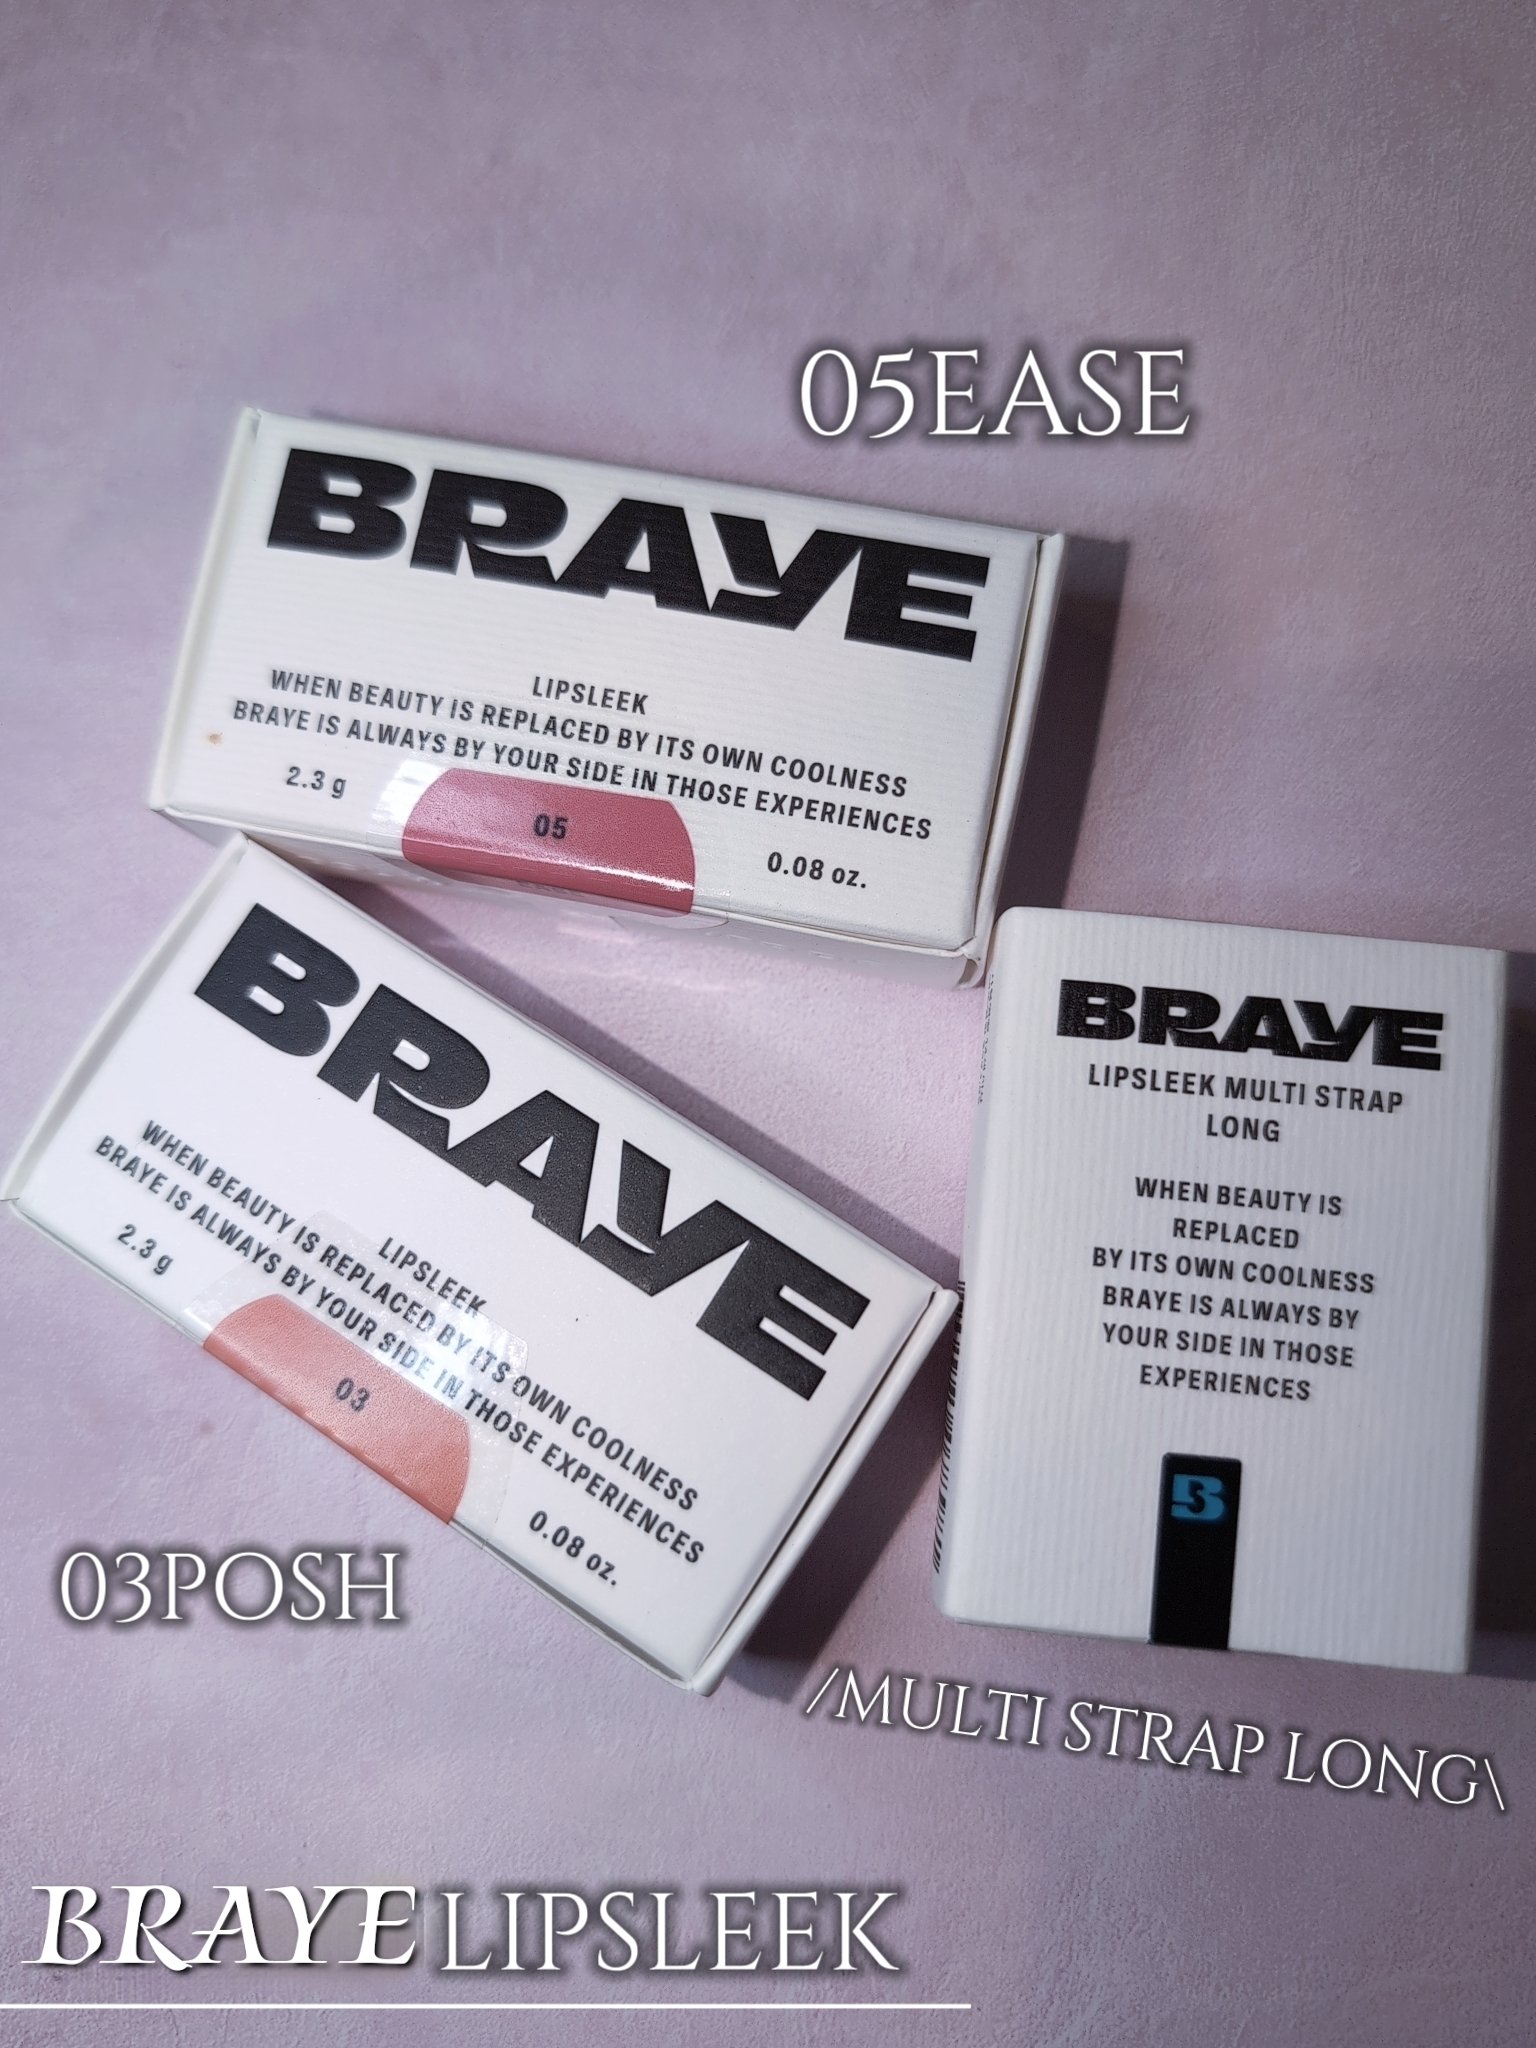 05EASE
BRAYE
LIPSLEEK
WHEN BEAUTY IS REPLACED BY ITS OWN COOLNESS
BRAYE IS ALWAYS BY YOUR SIDE IN THOSE EXPERIENCES
2.3 g
05
0.08 oz.
BRAYE
LIPSLEEK
WHEN BEAUTY IS REPLACED BY ITS OWN COOLNESS
BRAYE IS ALWAYS BY YOUR SIDE IN THOSE EXPERIENCES
2.3 g
03
0.08 oz.
03POSH
BRAYE
LIPSLEEK MULTI STRAP
LONG
WHEN BEAUTY IS
REPLACED
BY ITS OWN COOLNESS
BRAYE IS ALWAYS BY
YOUR SIDE IN THOSE
EXPERIENCES
B
/MULTI STRAP LONG\
BRAYE LIPSLEEK